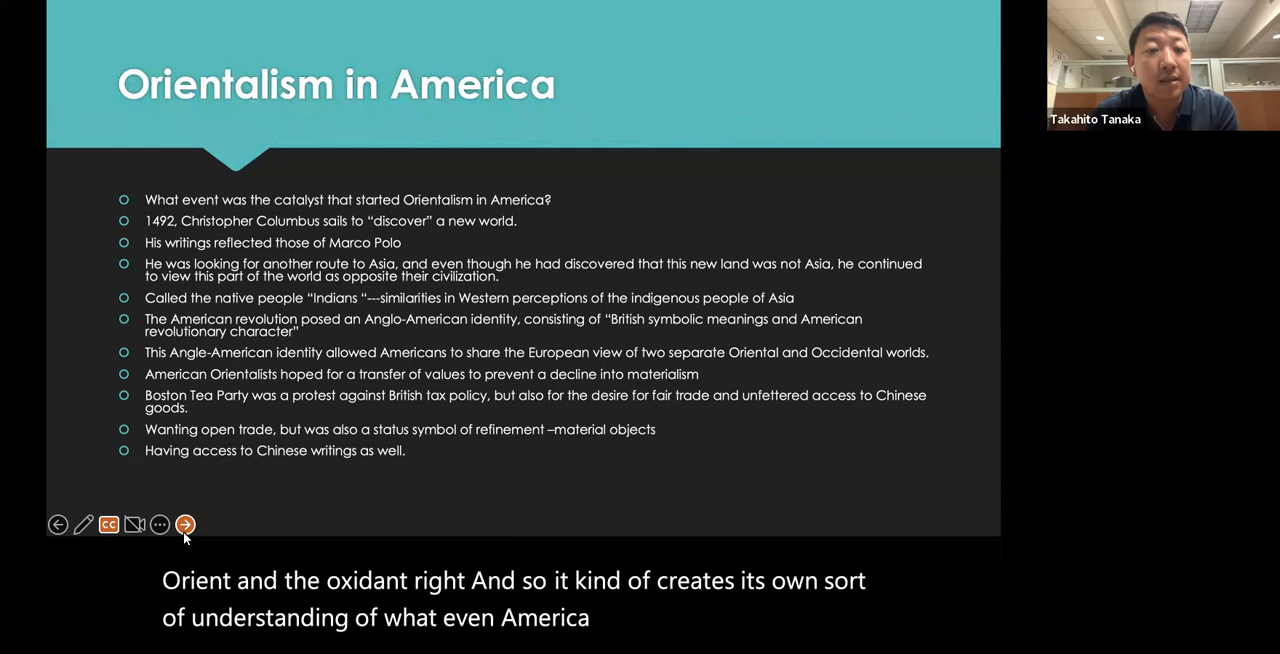 Orientalism in America
Takahito Tanaka
What event was the catalyst that started Orientalism in America?
1492, Christopher Columbus sails to “discover” a new world.
His writings reflected those of Marco Polo
He was looking for another route to Asia, and even though he had discovered that this new land was not Asia, he continued
to view this part of the world as opposite their civilization.
Called the native people “Indians “---similarities in Western perceptions of the indigenous people of Asia
The American revolution posed an Anglo-American identity, consisting of “British symbolic meanings and American
revolutionary character”
This Angle-American identity allowed Americans to share the European view of two separate Oriental and Occidental worlds.
American Orientalists hoped for a transfer of values to prevent a decline into materialism
Boston Tea Party was a protest against British tax policy, but also for the desire for fair trade and unfettered access to Chinese
goods.
Wanting open trade, but was also a status symbol of refinement –material objects
Having access to Chinese writings as well.
CC
Orient and the oxidant right And so it kind of creates its own sort
of understanding of what even America